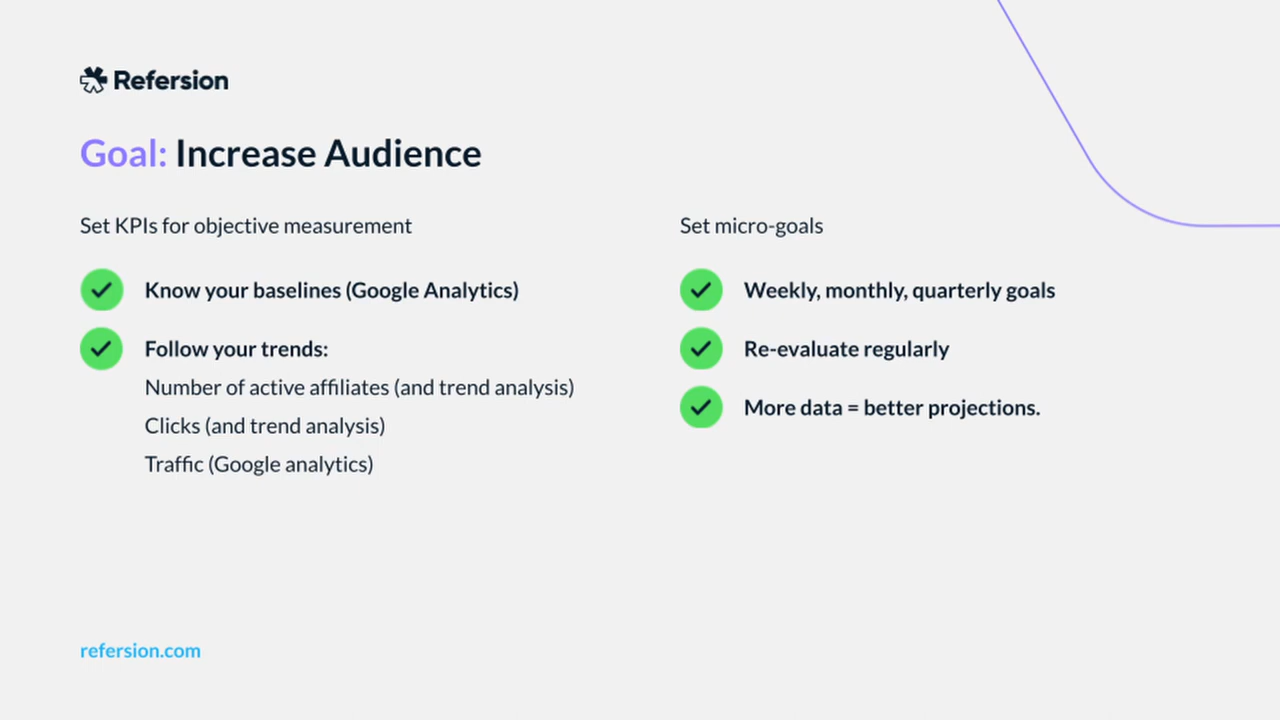 Refersion
Goal: Increase Audience
Set KPIs for objective measurement
Know your baselines (Google Analytics)
Follow your trends:
Number of active affiliates (and trend analysis)
Clicks (and trend analysis)
Traffic (Google analytics)
Set micro-goals
Weekly, monthly, quarterly goals
Re-evaluate regularly
More data = better projections.
refersion.com